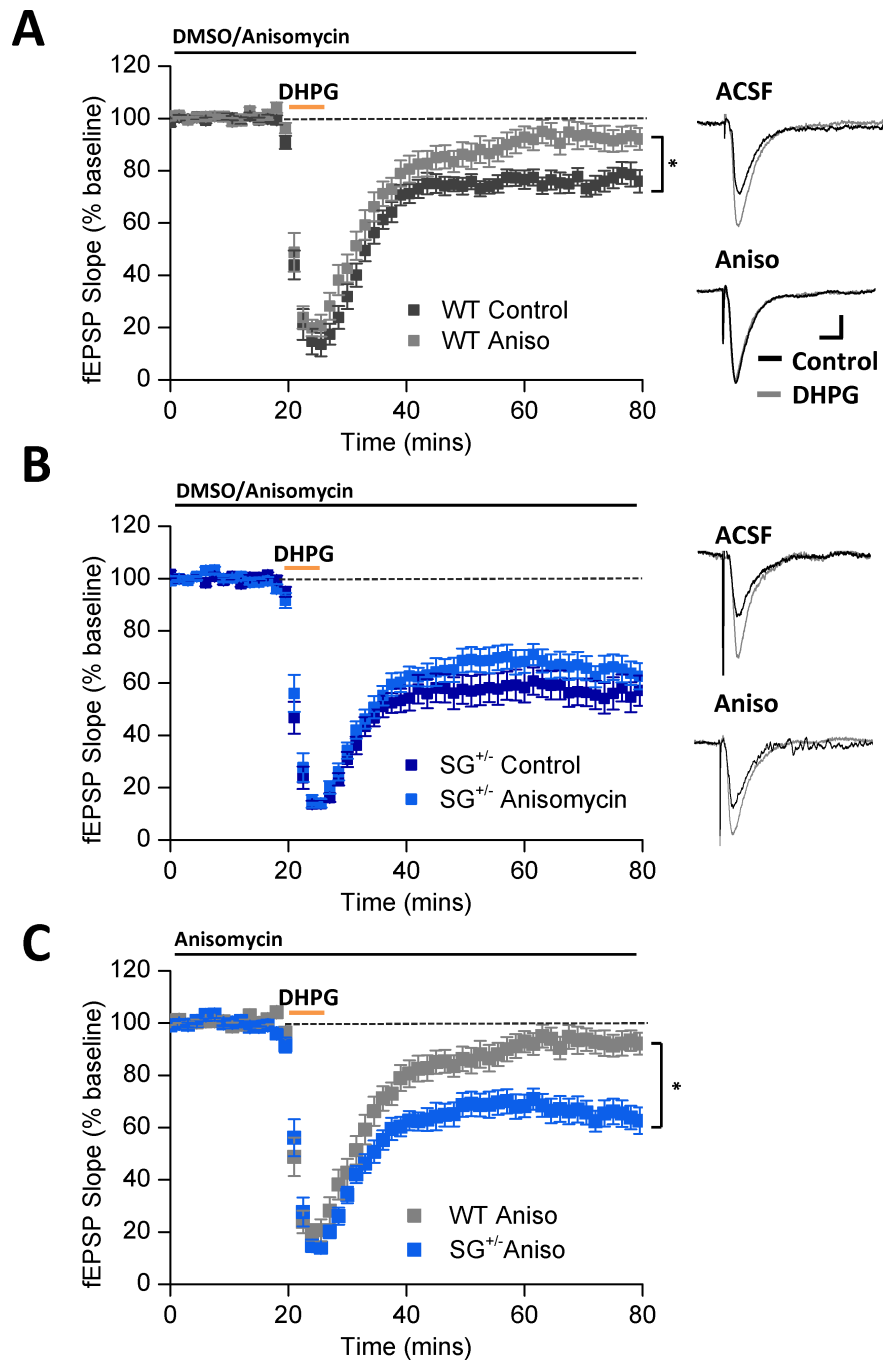 A
DMSO/Anisomycin
120
100
80
60
40
20
0
fEPSP Slope (% baseline)
DHPG
*
WT Control
WT Aniso
0 20 40 60 80
Time (mins)
ACSF
Aniso
Control
DHPG
B
DMSO/Anisomycin
120
100
80
60
40
20
0
fEPSP Slope (% baseline)
DHPG
SG+/- Control
SG+/- Anisomycin
0 20 40 60 80
Time (mins)
ACSF
Aniso
C
Anisomycin
120
100
80
60
40
20
0
fEPSP Slope (% baseline)
DHPG
*
WT Aniso
SG+/-Aniso
0 20 40 60 80
Time (mins)